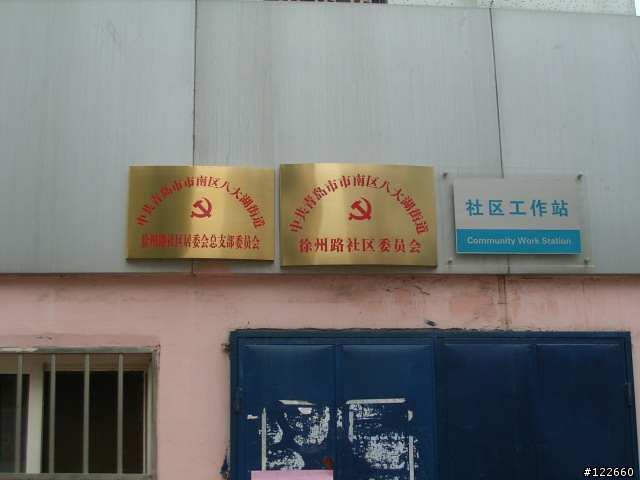 中共青岛市市南区八大湖街道
徐州路社区居委会总支部委员会
中共青岛市市南区八大湖街道
徐州路社区委员会
社区工作站
Community Work Station
#122660